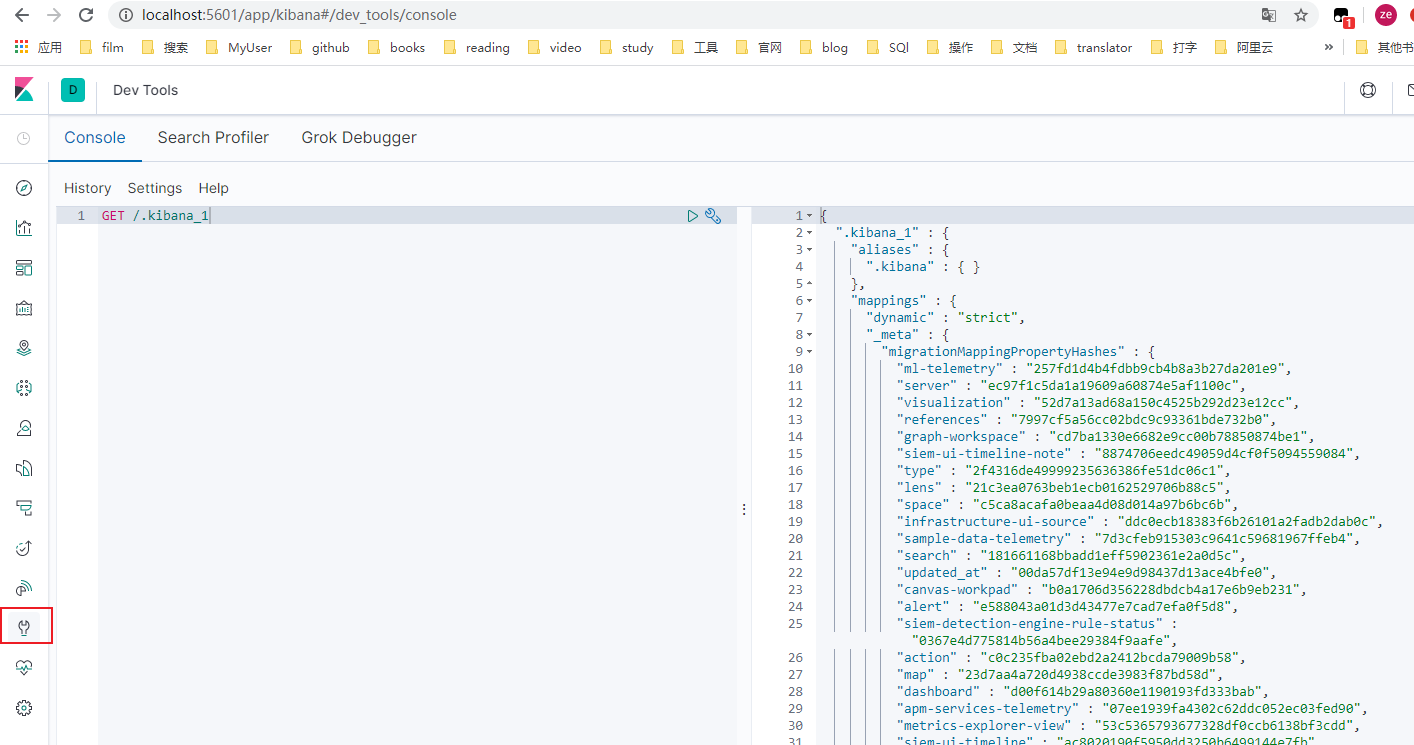 localhost:5601/app/kibana#/dev_tools/console
1
ze
应用 film 搜索 MyUser github books reading video study 工具 官网 blog SQl 操作 文档 translator 打字 阿里云 » 其他书
D Dev Tools
Console Search Profiler Grok Debugger
History Settings Help
1 GET /.kibana_1
1 {
2 ".kibana_1" : {
3 "aliases" : {
4 ".kibana" : { }
5 },
6 "mappings" : {
7 "dynamic" : "strict",
8 "_meta" : {
9 "migrationMappingPropertyHashes" : {
10 "ml-telemetry" : "257fd1d4b4fdbb9cb4b8a3b27da201e9",
11 "server" : "ec97f1c5da1a19609a60874e5af1100c",
12 "visualization" : "52d7a13ad68a150c4525b292d23e12cc",
13 "references" : "7997cf5a56cc02bdc9c93361bde732b0",
14 "graph-workspace" : "cd7ba1330e6682e9cc00b78850874be1",
15 "siem-ui-timeline-note" : "8874706eedc49059d4cf0f5094559084",
16 "type" : "2f4316de49999235636386fe51dc06c1",
17 "lens" : "21c3ea0763beb1ecb0162529706b88c5",
18 "space" : "c5ca8acafa0beaa4d08d014a97b6bc6b",
19 "infrastructure-ui-source" : "ddc0ecb18383f6b26101a2fadb2dab0c",
20 "sample-data-telemetry" : "7d3cfeb915303c9641c59681967ffeb4",
21 "search" : "181661168bbadd1eff5902361e2a0d5c",
22 "updated_at" : "00da57df13e94e9d98437d13ace4bfe0",
23 "canvas-workpad" : "b0a1706d356228dbdcb4a17e6b9eb231",
24 "alert" : "e588043a01d3d43477e7cad7efa0f5d8",
25 "siem-detection-engine-rule-status" :
"0367e4d775814b56a4bee29384f9aafe",
26 "action" : "c0c235fba02ebd2a2412bcda79009b58",
27 "map" : "23d7aa4a720d4938ccde3983f87bd58d",
28 "dashboard" : "d00f614b29a80360e1190193fd333bab",
29 "apm-services-telemetry" : "07ee1939fa4302c62ddc052ec03fed90",
30 "metrics-explorer-view" : "53c5365793677328df0ccb6138bf3cdd",
31 "siem-ui-timeline" : "ac8020190f5950dd3250b6499144e7fb",